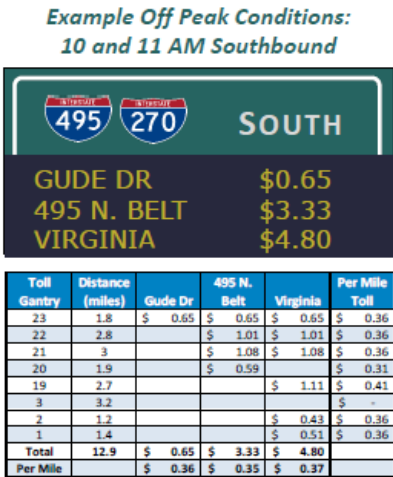 Example Off Peak Conditions:
10 and 11 AM Southbound
INTERSTATE 495 INTERSTATE 270 SOUTH
GUDE DR $0.65
495 N. BELT $3.33
VIRGINIA $4.80
Toll Gantry Distance (miles) Gude Dr 495 N. Belt Virginia Per Mile Toll
23 1.8 $ 0.65 $ 0.65 $ 0.65 $ 0.36
22 2.8 $ 1.01 $ 1.01 $ 0.36
21 3 $ 1.08 $ 1.08 $ 0.36
20 1.9 $ 0.59 $ 0.31
19 2.7 $ 1.11 $ 0.41
3 3.2 $ -
2 1.2 $ 0.43 $ 0.36
1 1.4 $ 0.51 $ 0.36
Total 12.9 $ 0.65 $ 3.33 $ 4.80
Per Mile $ 0.36 $ 0.35 $ 0.37